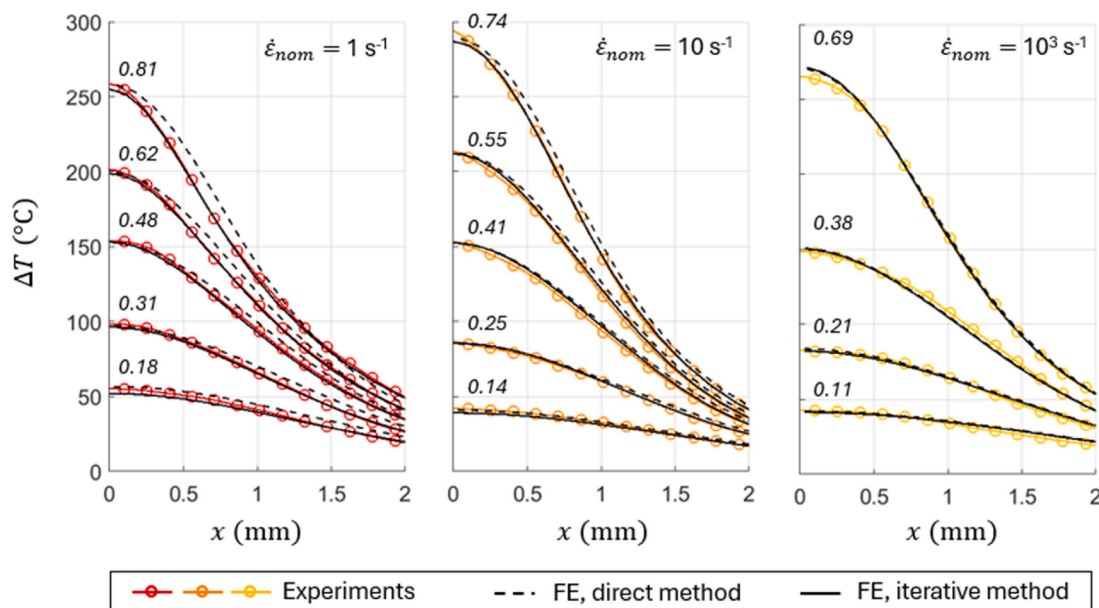 300
250
200
150
100
50
0
ΔT (°C)
ε̇nom = 1 s⁻¹
0.81
0.62
0.48
0.31
0.18
0 0.5 1 1.5 2
x (mm)
ε̇nom = 10 s⁻¹
0.74
0.55
0.41
0.25
0.14
0 0.5 1 1.5 2
x (mm)
ε̇nom = 10³ s⁻¹
0.69
0.38
0.21
0.11
0 0.5 1 1.5 2
x (mm)
Experiments FE, direct method FE, iterative method